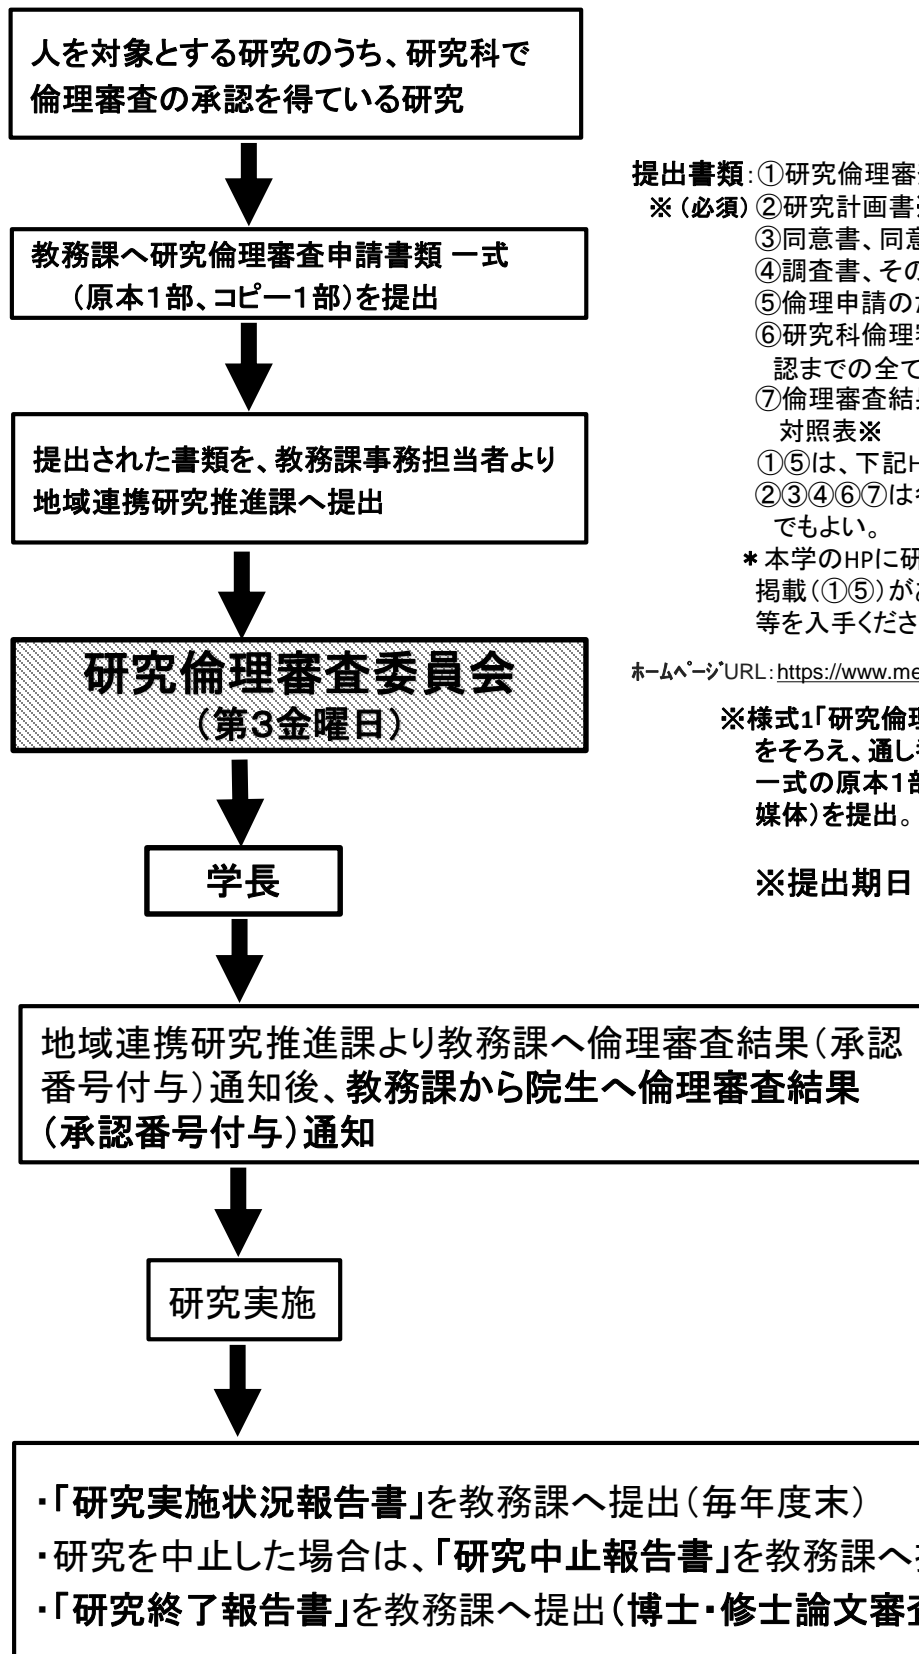 人を対象とする研究のうち、研究科で
倫理審査の承認を得ている研究
教務課へ研究倫理審査申請書類 一式
(原本１部、コピー１部)を提出
提出された書類を、教務課事務担当者より
地域連携研究推進課へ提出
研究倫理審査委員会
(第３金曜日)
学長
地域連携研究推進課より教務課へ倫理審査結果(承認
番号付与)通知後、教務課から院生へ倫理審査結果
(承認番号付与)通知
研究実施
・「研究実施状況報告書」を教務課へ提出(毎年度末)
・研究を中止した場合は、「研究中止報告書」を教務課へ
・「研究終了報告書」を教務課へ提出(博士・修士論文審査
提出書類：①研究倫理審
※(必須)②研究計画書
③同意書、同意
④調査書、その
⑤倫理申請の
⑥研究科倫理
認までの全て
⑦倫理審査結
対照表※
①⑤は、下記H
②③④⑥⑦は
でもよい。
＊本学のHPに研
掲載(①⑤)が
等を入手くださ
ホームページURL：https://www.me
※様式1「研究倫理
をそろえ、通し
一式の原本１部
媒体)を提出。
※提出期日